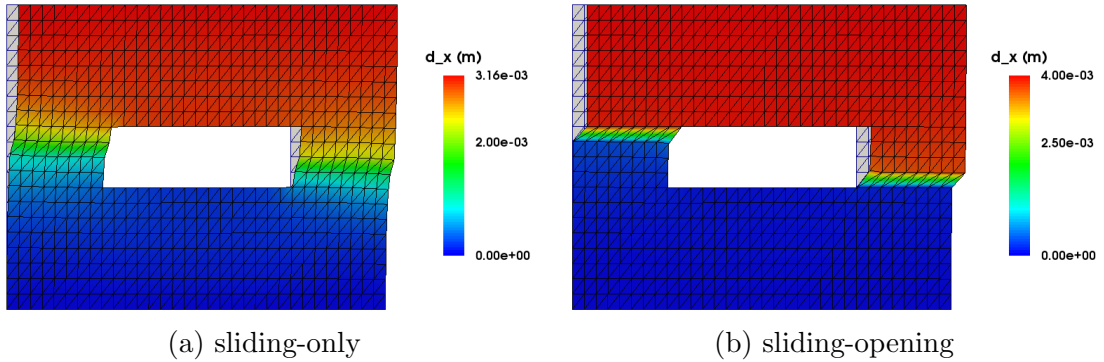 d_x (m)
3.16e-03
2.00e-03
0.00e+00
d_x (m)
4.00e-03
2.50e-03
0.00e+00
(a) sliding-only
(b) sliding-opening